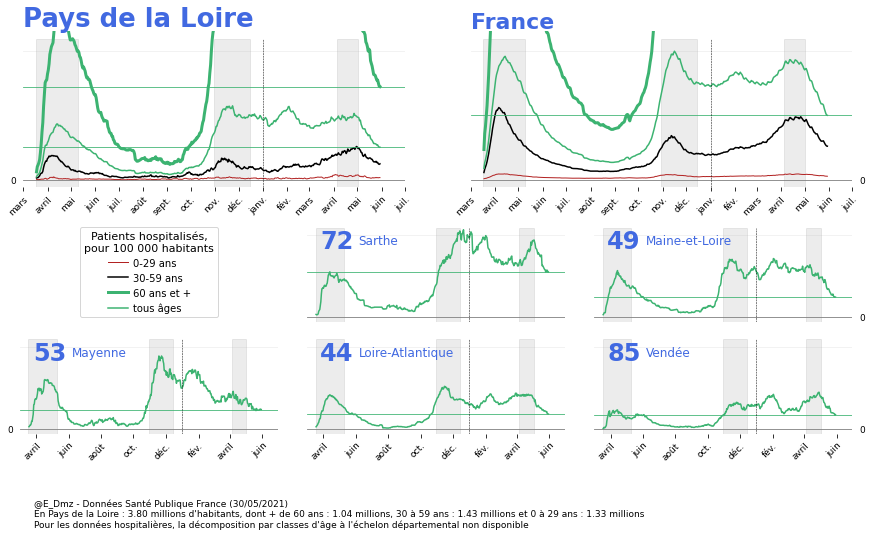 Pays de la Loire
France
0
mars avril mai juin juil. août sept. oct. nov. déc. janv. fév. mars avril mai juin juil.
mars avril mai juin juil. août sept. oct. nov. déc. janv. fév. mars avril mai juin juil.
0
Patients hospitalisés,
pour 100 000 habitants
0-29 ans
30-59 ans
60 ans et +
tous âges
72 Sarthe
49 Maine-et-Loire
0
53 Mayenne
44 Loire-Atlantique
85 Vendée
0
0
avril juin août oct. déc. fév. avril juin
avril juin août oct. déc. fév. avril juin
avril juin août oct. déc. fév. avril juin
@E_Dmz - Données Santé Publique France (30/05/2021)
En Pays de la Loire : 3.80 millions d'habitants, dont + de 60 ans : 1.04 millions, 30 à 59 ans : 1.43 millions et 0 à 29 ans : 1.33 millions
Pour les données hospitalières, la décomposition par classes d'âge à l'échelon départemental non disponible